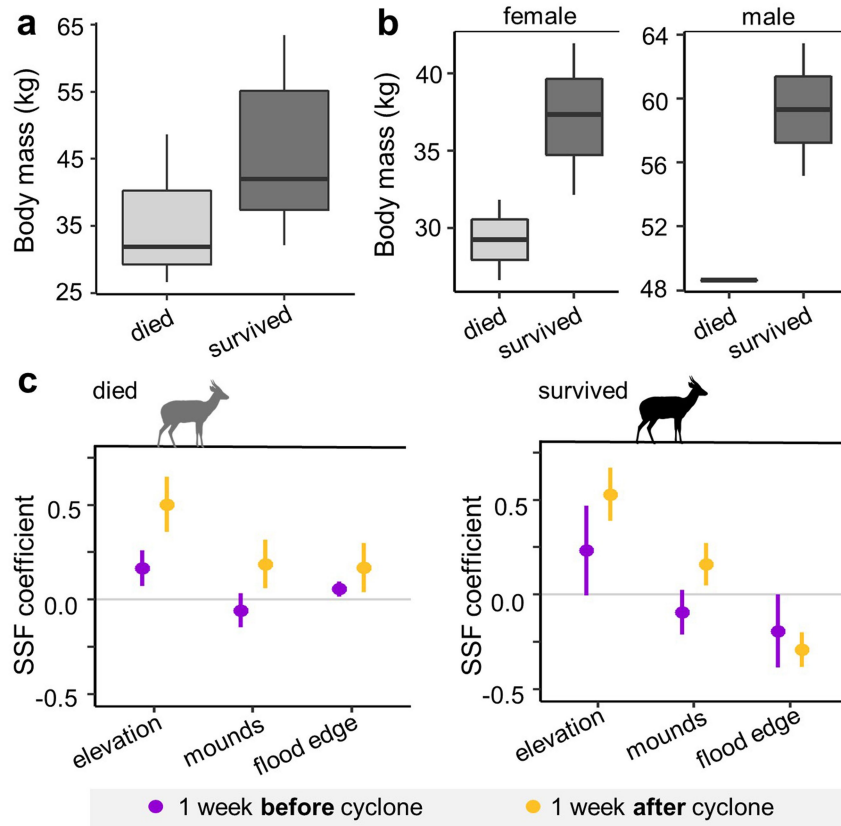 a
Body mass (kg)
65
55
45
35
25
died
survived
b
female
male
Body mass (kg)
40
35
30
died
survived
64
60
56
52
48
died
survived
c
died
survived
SSF coefficient
0.5
0.0
-0.5
elevation
mounds
flood edge
SSF coefficient
0.5
0.0
-0.5
elevation
mounds
flood edge
1 week before cyclone
1 week after cyclone